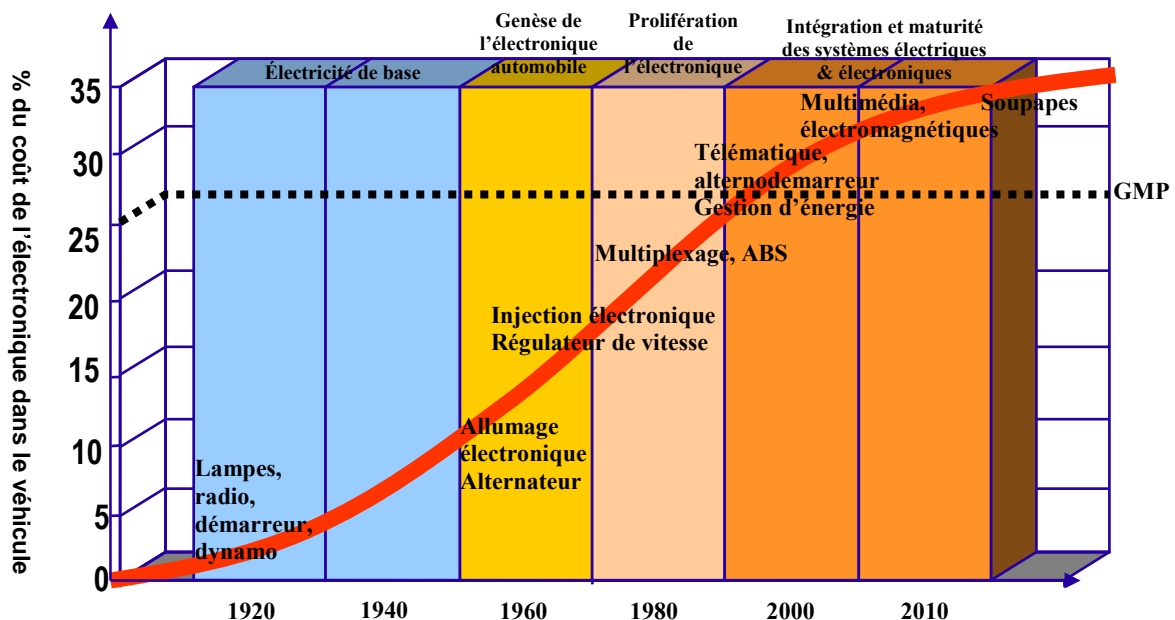 Genèse de
l'électronique
automobile
Prolifération
de
l'électronique
Intégration et maturité
des systèmes électriques
& électroniques
Électricité de base
% du coût de l'électronique dans le véhicule
35
30
25
20
15
10
5
0
Multimédia,
électromagnétiques
Soupapes
Télématique,
alternodemarreur
Gestion d'énergie
GMP
Multiplexage, ABS
Injection électronique
Régulateur de vitesse
Allumage
électronique
Alternateur
Lampes,
radio,
démarreur,
dynamo
1920
1940
1960
1980
2000
2010